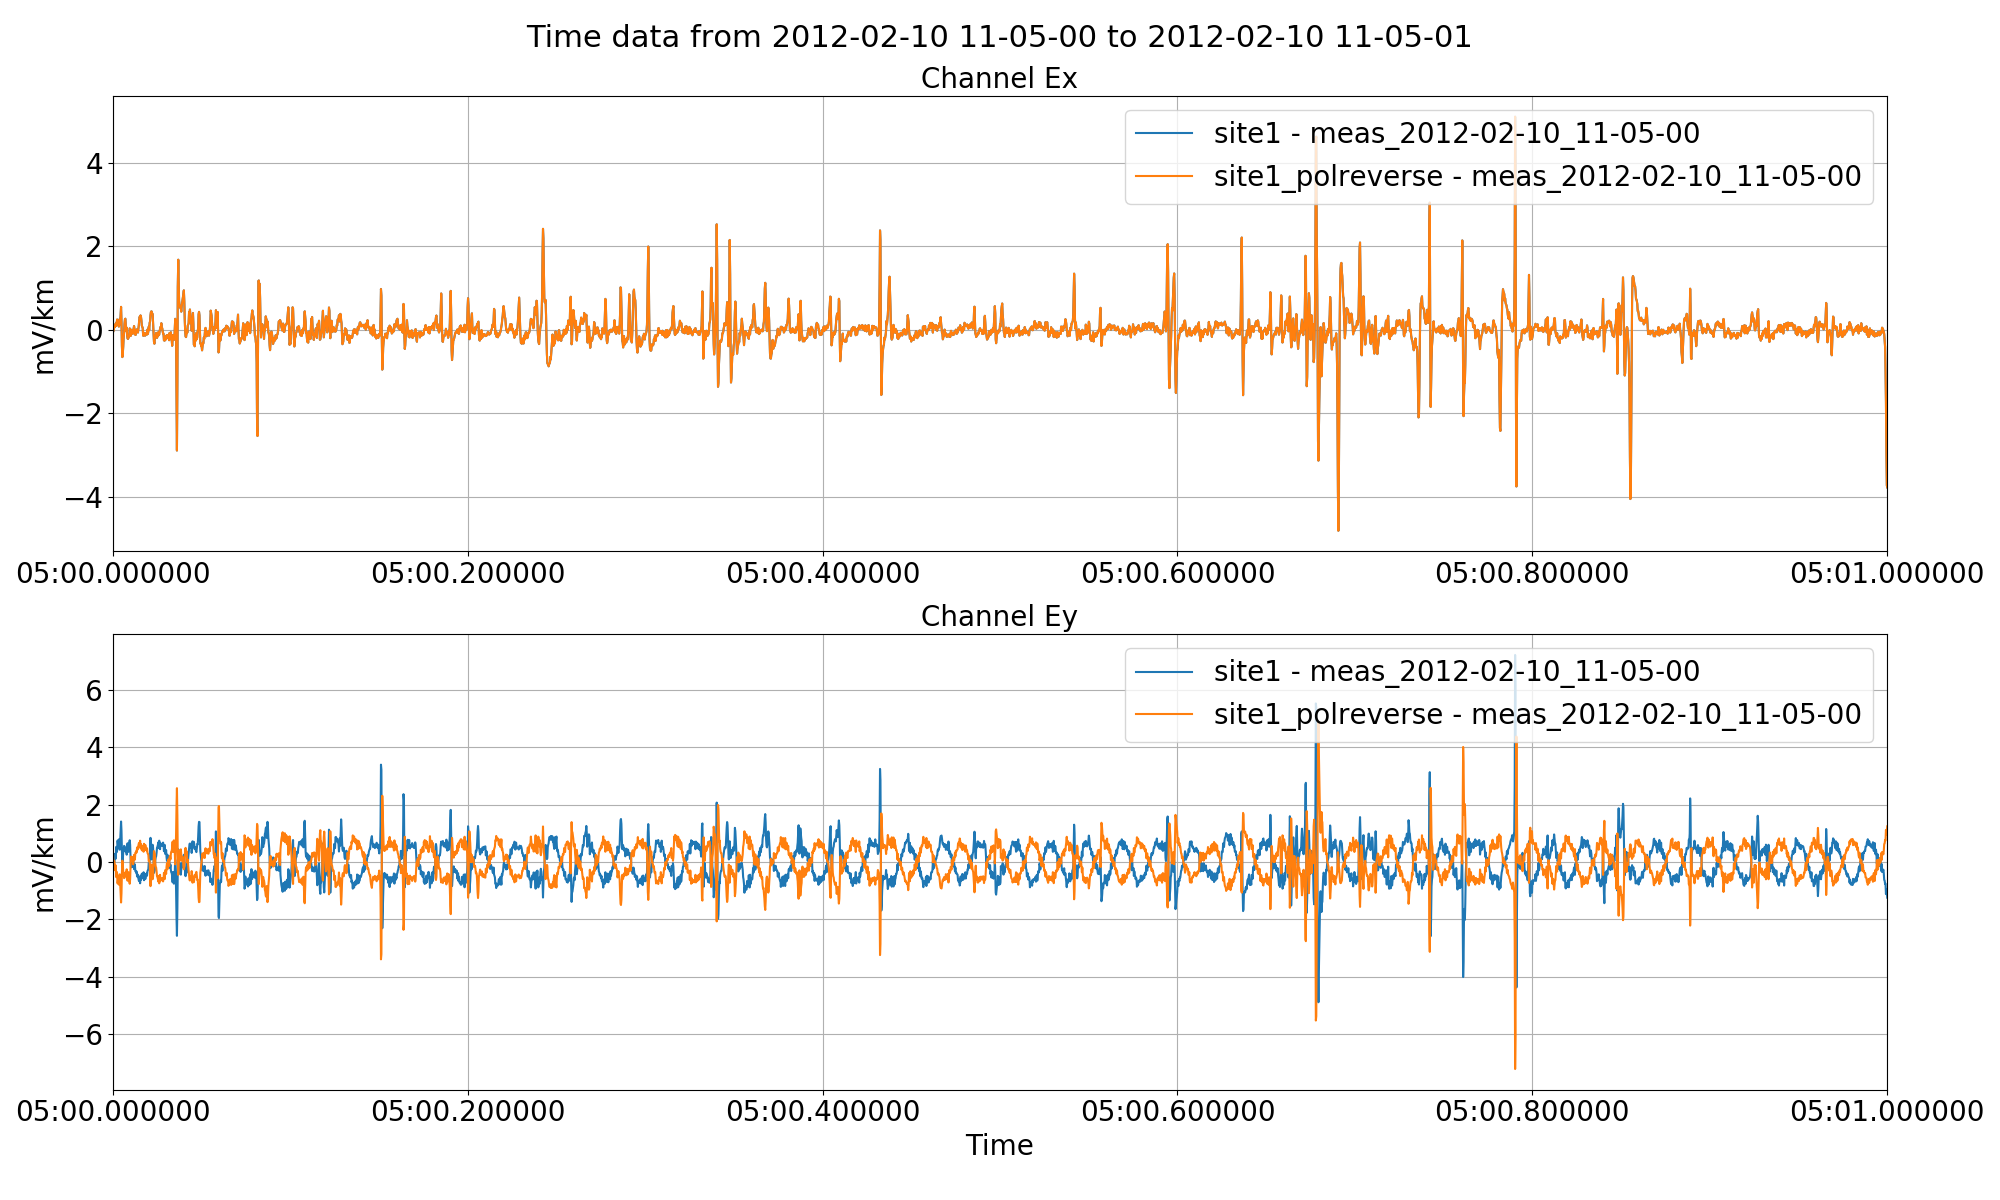 Time data from 2012-02-10 11-05-00 to 2012-02-10 11-05-01
Channel Ex
site1 - meas_2012-02-10_11-05-00
site1_polreverse - meas_2012-02-10_11-05-00
4
2
0
−2
−4
mV/km
05:00.000000 05:00.200000 05:00.400000 05:00.600000 05:00.800000 05:01.000000
Channel Ey
site1 - meas_2012-02-10_11-05-00
site1_polreverse - meas_2012-02-10_11-05-00
6
4
2
0
−2
−4
−6
mV/km
05:00.000000 05:00.200000 05:00.400000 05:00.600000 05:00.800000 05:01.000000
Time